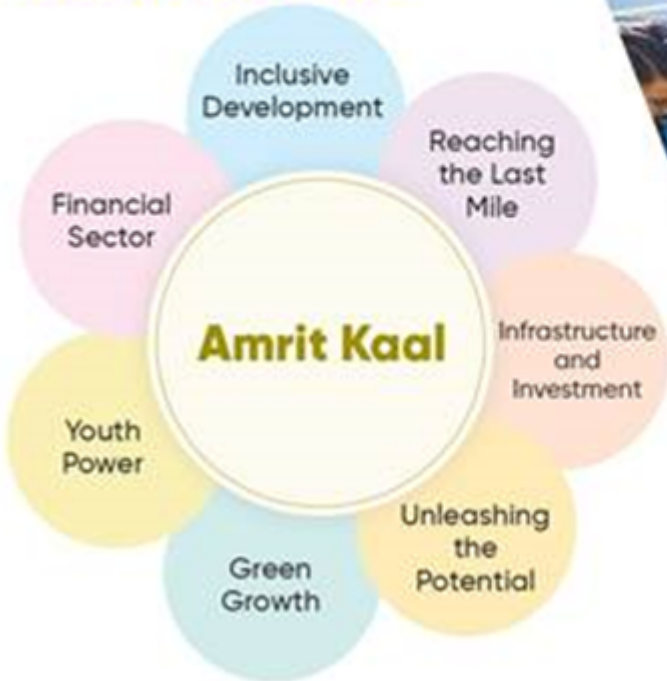 Inclusive
Development
Reaching
the Last
Mile
Infrastructure
and
Investment
Unleashing
the
Potential
Green
Growth
Youth
Power
Financial
Sector
Amrit Kaal